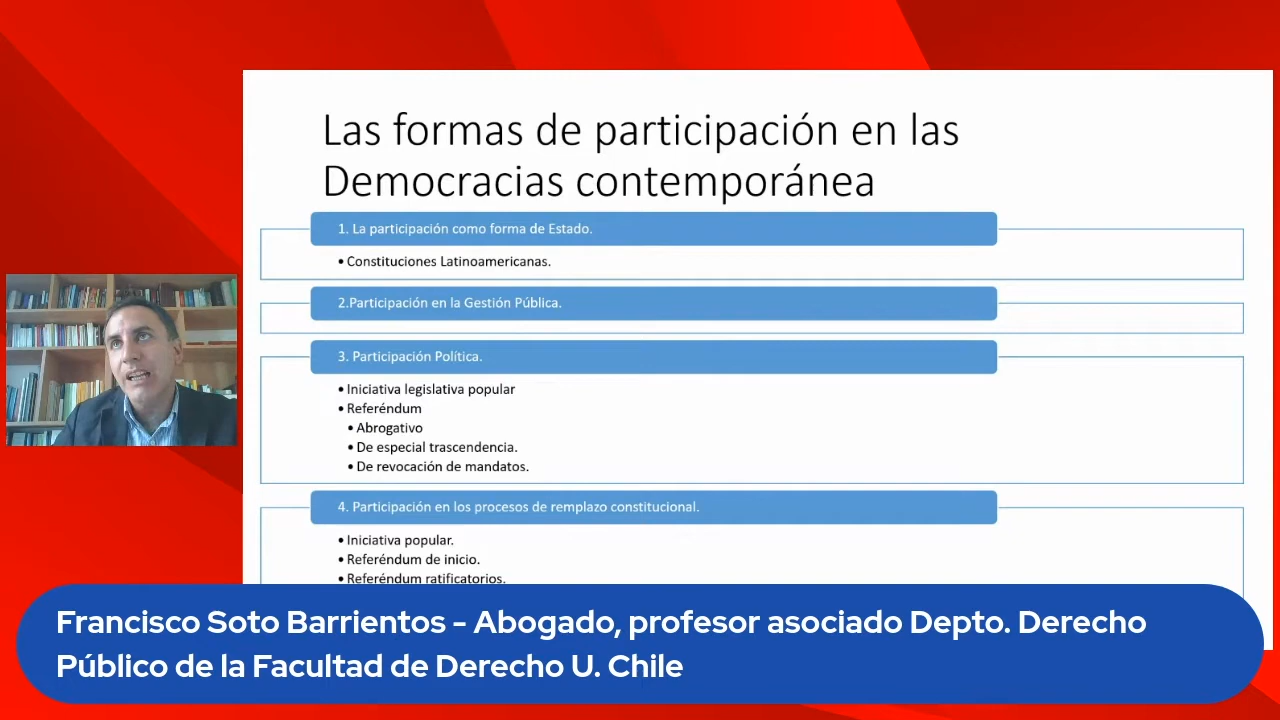 Las formas de participación en las
Democracias contemporánea
1. La participación como forma de Estado.
• Constituciones Latinoamericanas.
2.Participación en la Gestión Pública.
3. Participación Política.
• Iniciativa legislativa popular
• Referéndum
• Abrogativo
• De especial trascendencia.
• De revocación de mandatos.
4. Participación en los procesos de remplazo constitucional.
• Iniciativa popular.
• Referéndum de inicio.
• Referéndum ratificatorios.
Francisco Soto Barrientos - Abogado, profesor asociado Depto. Derecho
Público de la Facultad de Derecho U. Chile